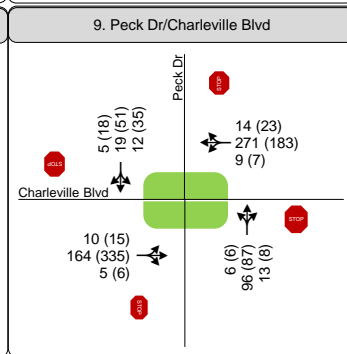 9. Peck Dr/Charleville Blvd
Peck Dr
STOP
14 (23)
271 (183)
9 (7)
5 (18)
19 (51)
12 (35)
STOP
Charleville Blvd
STOP
10 (15)
164 (335)
5 (6)
6 (6)
96 (87)
13 (8)
STOP